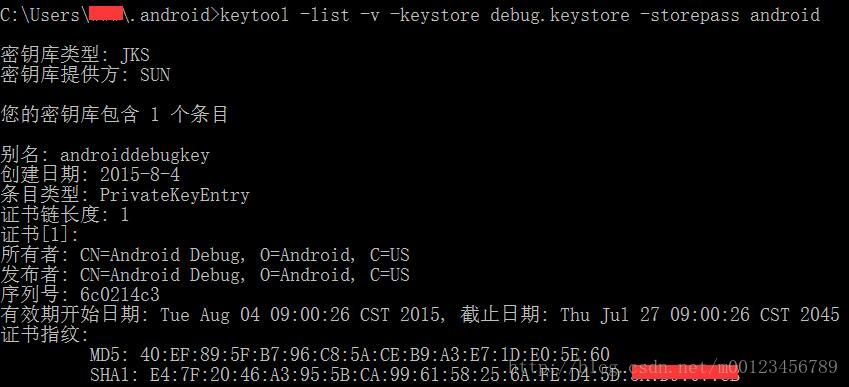 C:\Users\ \.android>keytool -list -v -keystore debug.keystore -storepass android
密钥库类型: JKS
密钥库提供方: SUN
您的密钥库包含 1 个条目
别名: androiddebugkey
创建日期: 2015-8-4
条目类型: PrivateKeyEntry
证书链长度: 1
证书[1]:
所有者: CN=Android Debug, O=Android, C=US
发布者: CN=Android Debug, O=Android, C=US
序列号: 6c0214c3
有效期开始日期: Tue Aug 04 09:00:26 CST 2015, 截止日期: Thu Jul 27 09:00:26 CST 2045
证书指纹:
MD5: 40:EF:89:5F:B7:96:C8:5A:CE:B9:A3:E7:1D:E0:5E:60
SHA1: E4:7F:20:46:A3:95:5B:CA:99:61:58:25:6A:FE:D4:5D:
http://blog.csdn.net/m00123456789